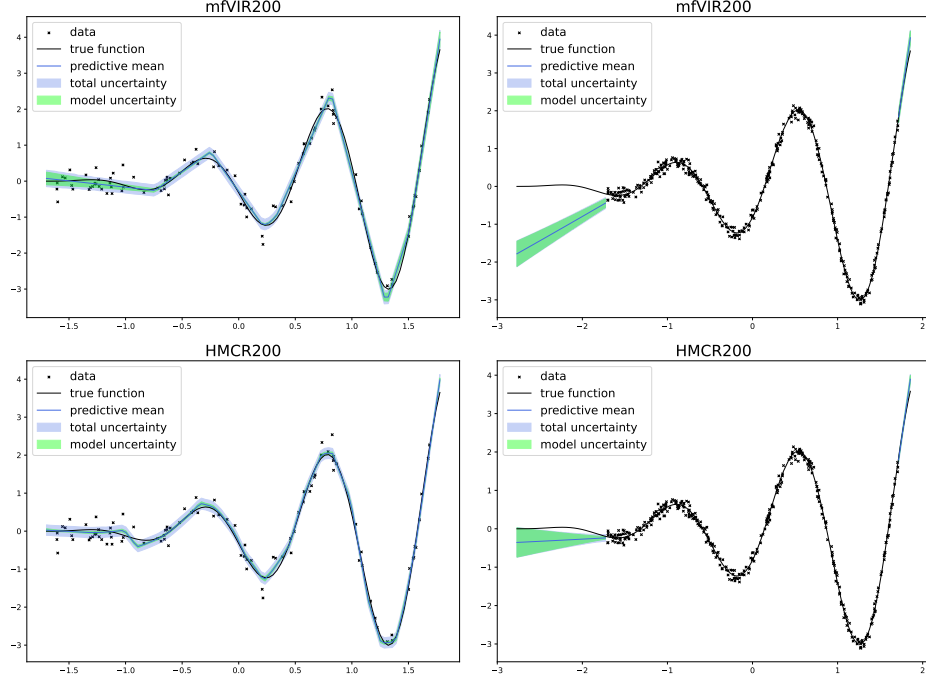 mfVIR200
data
true function
predictive mean
total uncertainty
model uncertainty
4
3
2
1
0
−1
−2
−3
−1.5 −1.0 −0.5 0.0 0.5 1.0 1.5
mfVIR200
data
true function
predictive mean
total uncertainty
model uncertainty
4
3
2
1
0
−1
−2
−3
−3 −2 −1 0 1 2
HMCR200
data
true function
predictive mean
total uncertainty
model uncertainty
4
3
2
1
0
−1
−2
−3
−1.5 −1.0 −0.5 0.0 0.5 1.0 1.5
HMCR200
data
true function
predictive mean
total uncertainty
model uncertainty
4
3
2
1
0
−1
−2
−3
−3 −2 −1 0 1 2